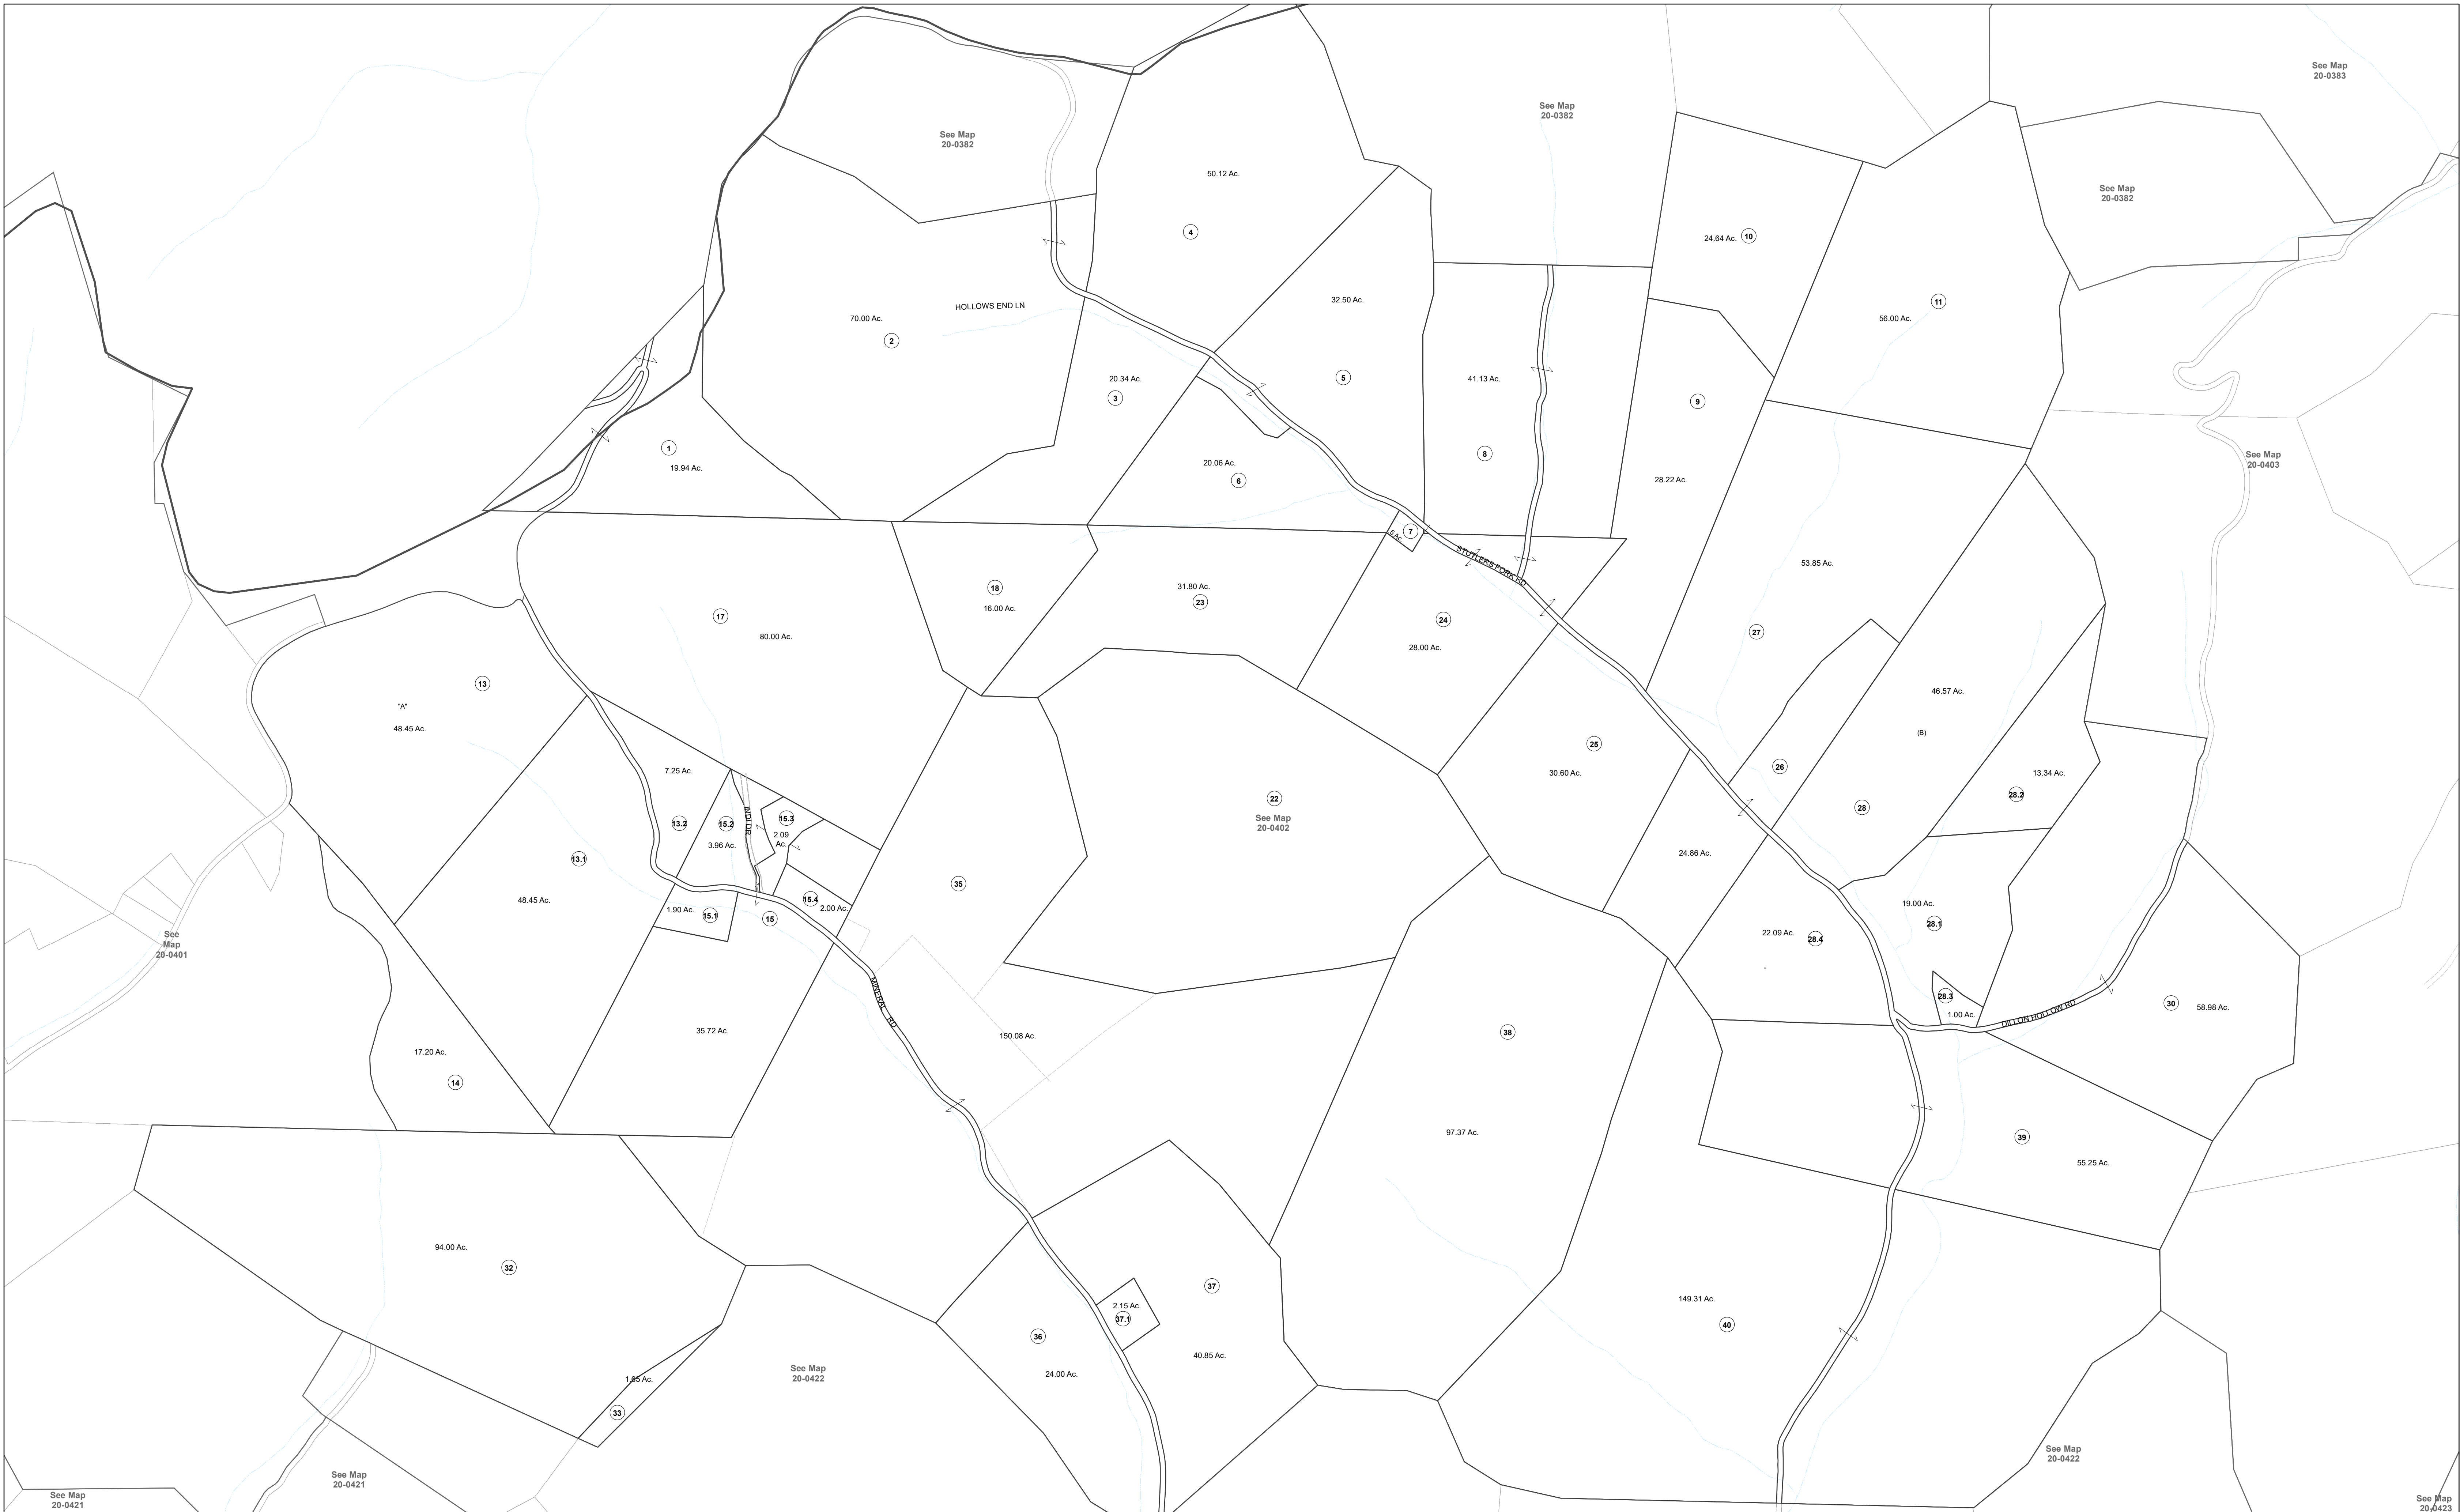 See Map
20-0383
See Map
20-0382
See Map
20-0382
50.12 Ac.
4
See Map
20-0382
24.64 Ac.
10
32.50 Ac.
11
56.00 Ac.
HOLLOWS END LN
70.00 Ac.
2
20.34 Ac.
3
5
41.13 Ac.
9
1
19.94 Ac.
8
20.06 Ac.
6
28.22 Ac.
See Map
20-0403
7
.5 Ac.
STUTLERS FORK RD
53.85 Ac.
18
16.00 Ac.
31.80 Ac.
23
17
80.00 Ac.
24
28.00 Ac.
27
13
"A"
48.45 Ac.
46.57 Ac.
(B)
25
30.60 Ac.
7.25 Ac.
26
13.34 Ac.
28.2
22
See Map
20-0402
28
13.2
15.2
INDI DR
15.3
2.09
Ac.
3.96 Ac.
13.1
48.45 Ac.
24.86 Ac.
35
15.4
2.00 Ac.
1.90 Ac.
15.1
15
19.00 Ac.
28.1
22.09 Ac.
28.4
See
Map
20-0401
MINERAL RD
28.3
1.00 Ac.
DILLON HOLLOW RD
30
58.98 Ac.
35.72 Ac.
150.08 Ac.
38
17.20 Ac.
14
97.37 Ac.
39
55.25 Ac.
94.00 Ac.
32
37
149.31 Ac.
40
2.15 Ac.
37.1
36
40.85 Ac.
24.00 Ac.
See Map
20-0422
1.65 Ac.
33
See Map
20-0422
See Map
20-0421
See Map
20-0421
See Map
20-0423